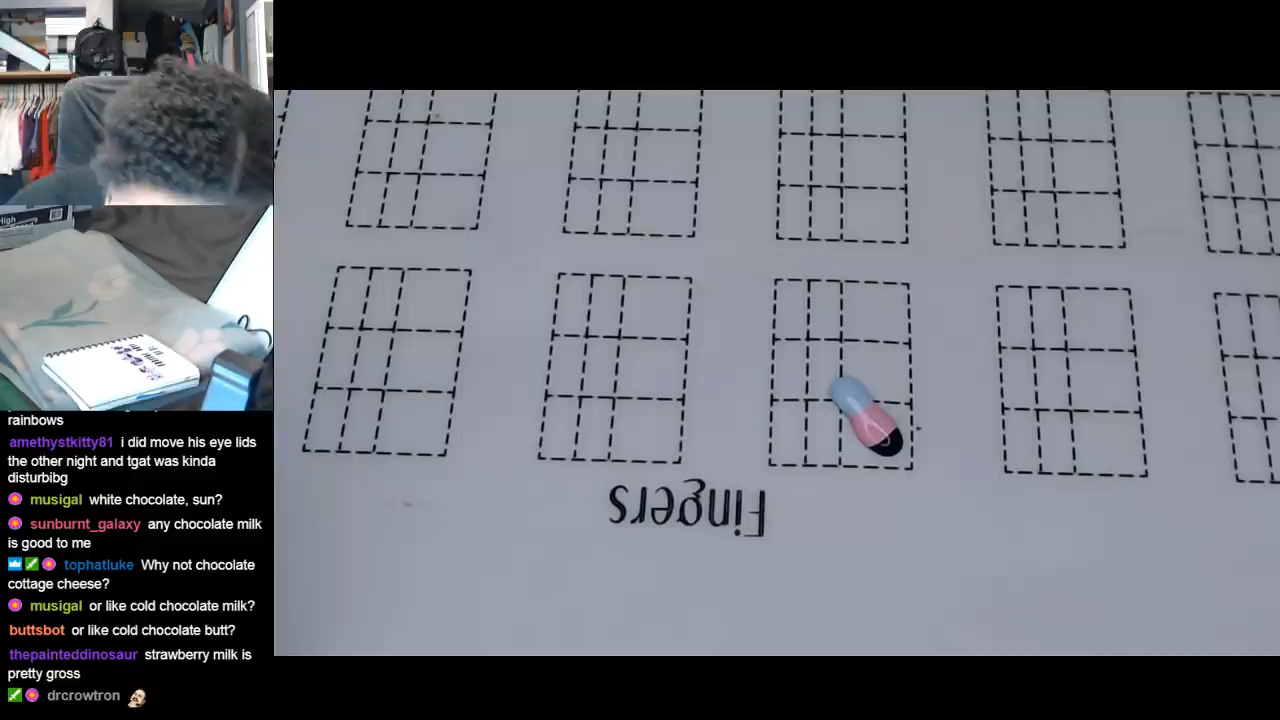 High
rainbows
amethystkitty81 i did move his eye lids
the other night and tgat was kinda
disturbibg
musigal white chocolate, sun?
sunburnt_galaxy any chocolate milk
is good to me
tophatluke Why not chocolate
cottage cheese?
musigal or like cold chocolate milk?
buttsbot or like cold chocolate butt?
thepainteddinosaur strawberry milk is
pretty gross
drcrowtron
Fingers